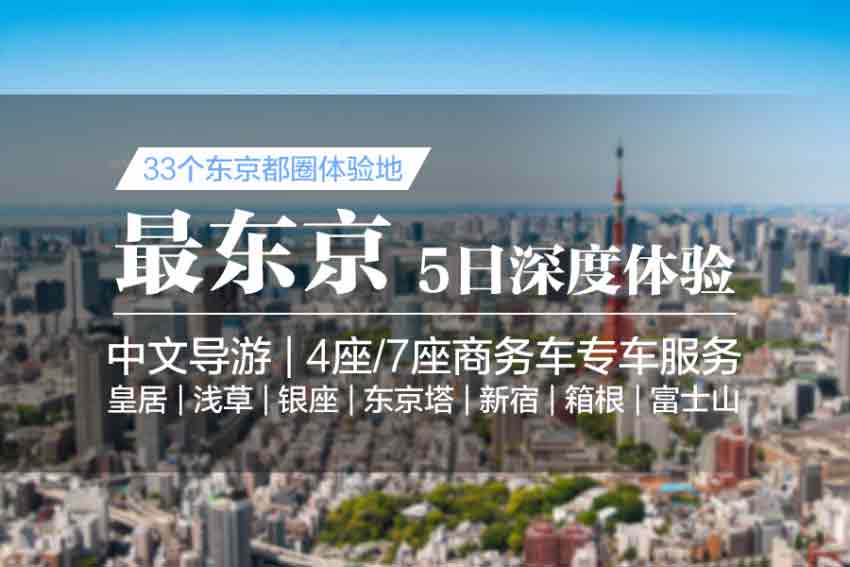 33个东京都圈体验地
最东京 5日深度体验
中文导游 | 4座/7座商务车专车服务
皇居 | 浅草 | 银座 | 东京塔 | 新宿 | 箱根 | 富士山